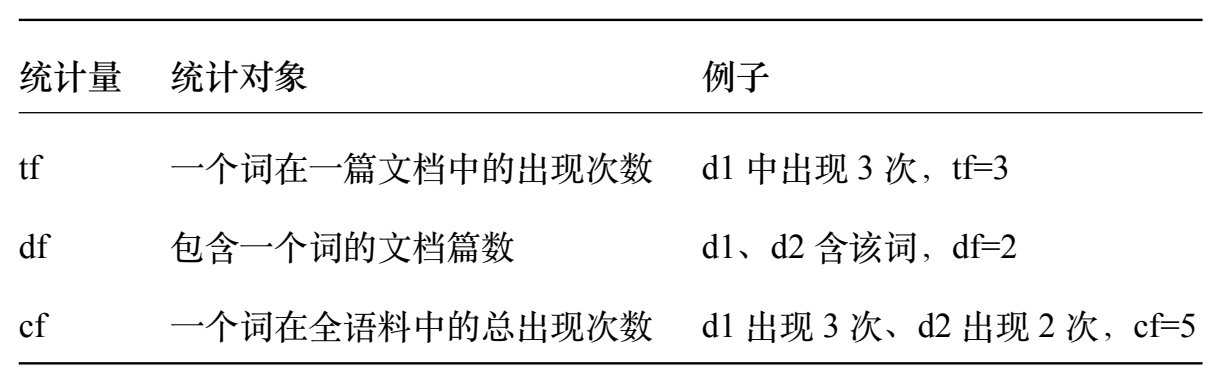 统计量 统计对象 例子
tf 一个词在一篇文档中的出现次数 d1 中出现 3 次，tf=3
df 包含一个词的文档篇数 d1、d2 含该词，df=2
cf 一个词在全语料中的总出现次数 d1 出现 3 次、d2 出现 2 次，cf=5